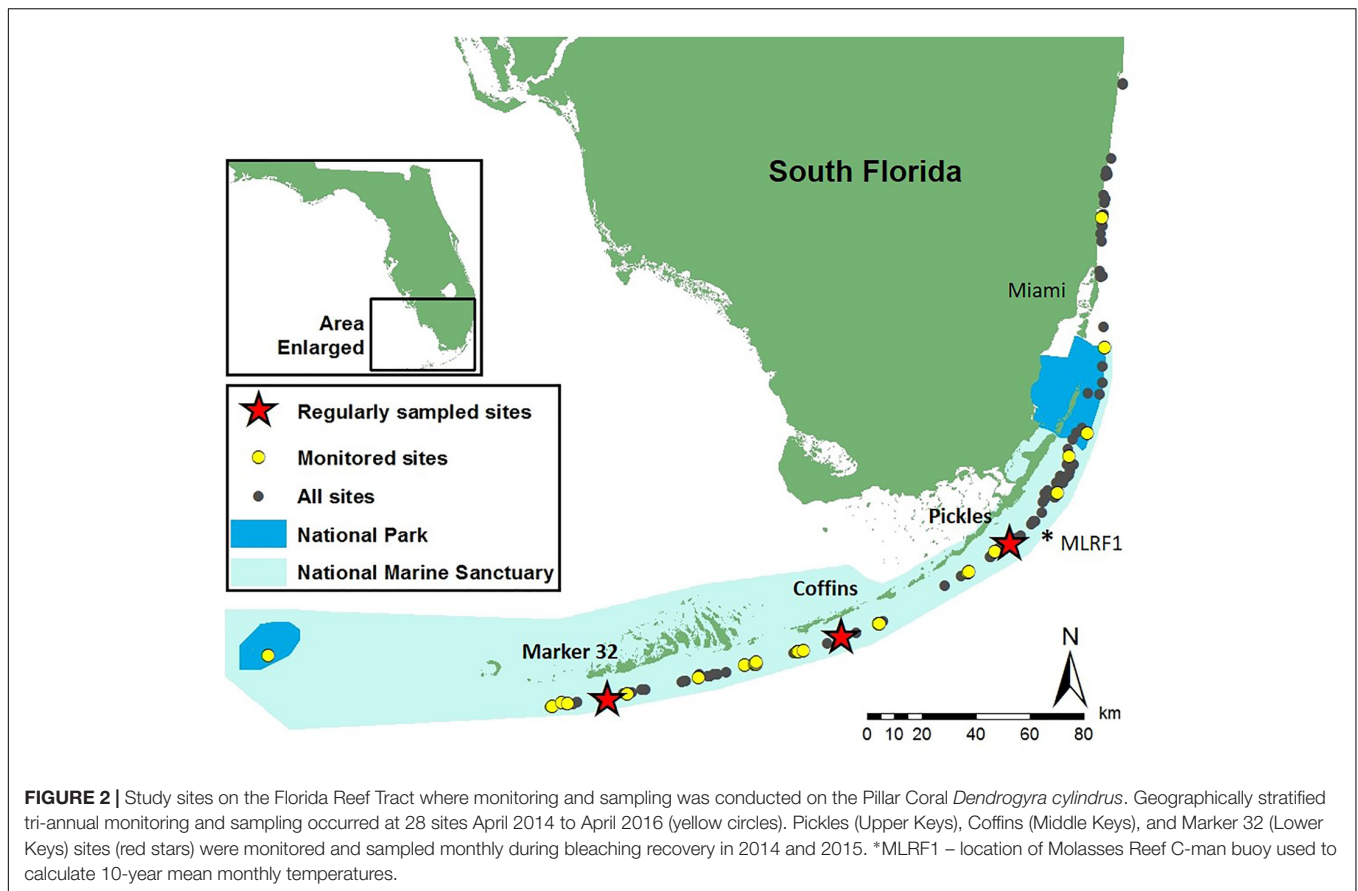 South Florida
Miami
Area
Enlarged
Regularly sampled sites
Monitored sites
All sites
National Park
National Marine Sanctuary
Pickles
* MLRF1
Coffins
Marker 32
N
km
0 10 20 40 60 80
FIGURE 2 | Study sites on the Florida Reef Tract where monitoring and sampling was conducted on the Pillar Coral Dendrogyra cylindrus. Geographically stratified
tri-annual monitoring and sampling occurred at 28 sites April 2014 to April 2016 (yellow circles). Pickles (Upper Keys), Coffins (Middle Keys), and Marker 32 (Lower
Keys) sites (red stars) were monitored and sampled monthly during bleaching recovery in 2014 and 2015. *MLRF1 – location of Molasses Reef C-man buoy used to
calculate 10-year mean monthly temperatures.